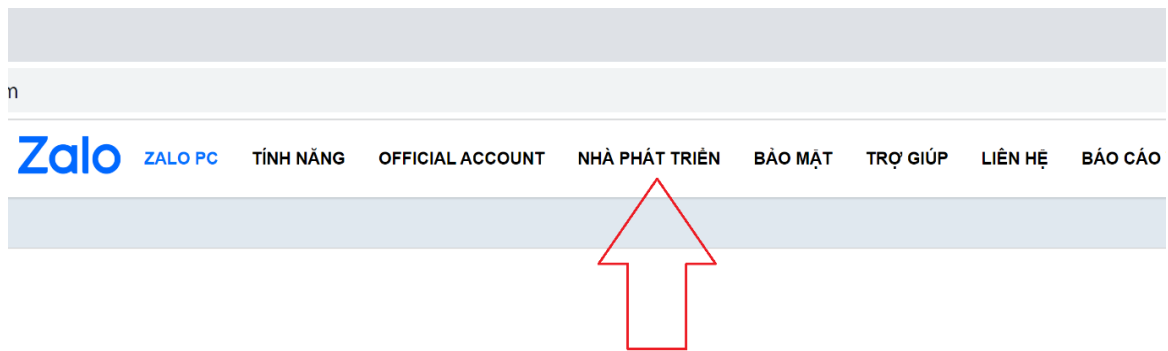 m
Zalo ZALO PC TÍNH NĂNG OFFICIAL ACCOUNT NHÀ PHÁT TRIỂN BẢO MẬT TRỢ GIÚP LIÊN HỆ BÁO CÁO